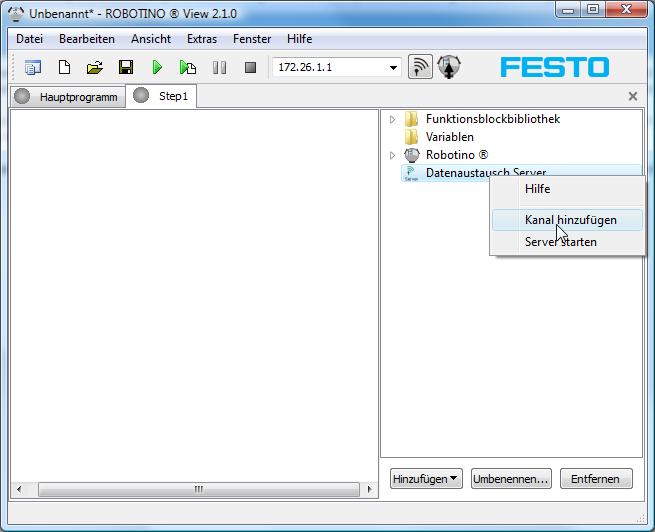 Unbenannt* - ROBOTINO ® View 2.1.0
Datei Bearbeiten Ansicht Extras Fenster Hilfe
172.26.1.1
FESTO
Hauptprogramm Step1
Funktionsblockbibliothek
Variablen
Robotino ®
Server Datenaustausch Server
Hilfe
Kanal hinzufügen
Server starten
Hinzufügen Umbenennen... Entfernen